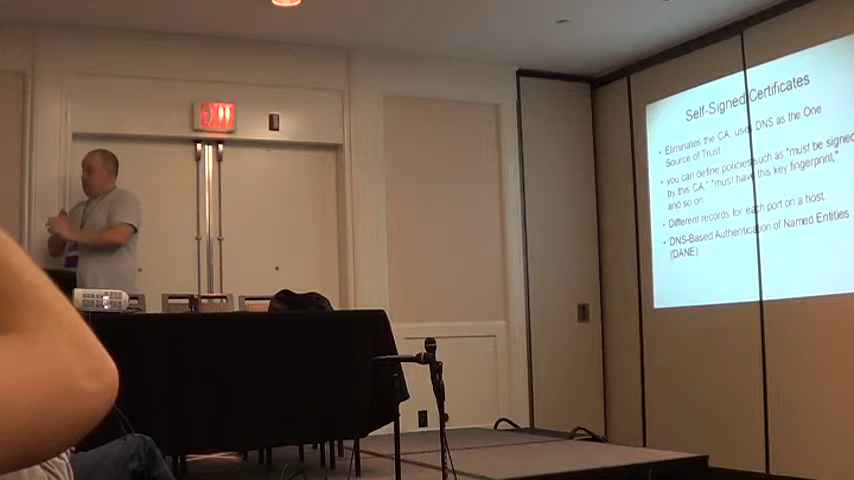 EXIT
Self-Signed Certificates
• Eliminates the CA, uses DNS as the One
Source of Trust
• you can define policies such as "must be signed
by this CA," "must have this key fingerprint,"
and so on
• Different records for each port on a host.
• DNS-Based Authentication of Named Entities
(DANE)